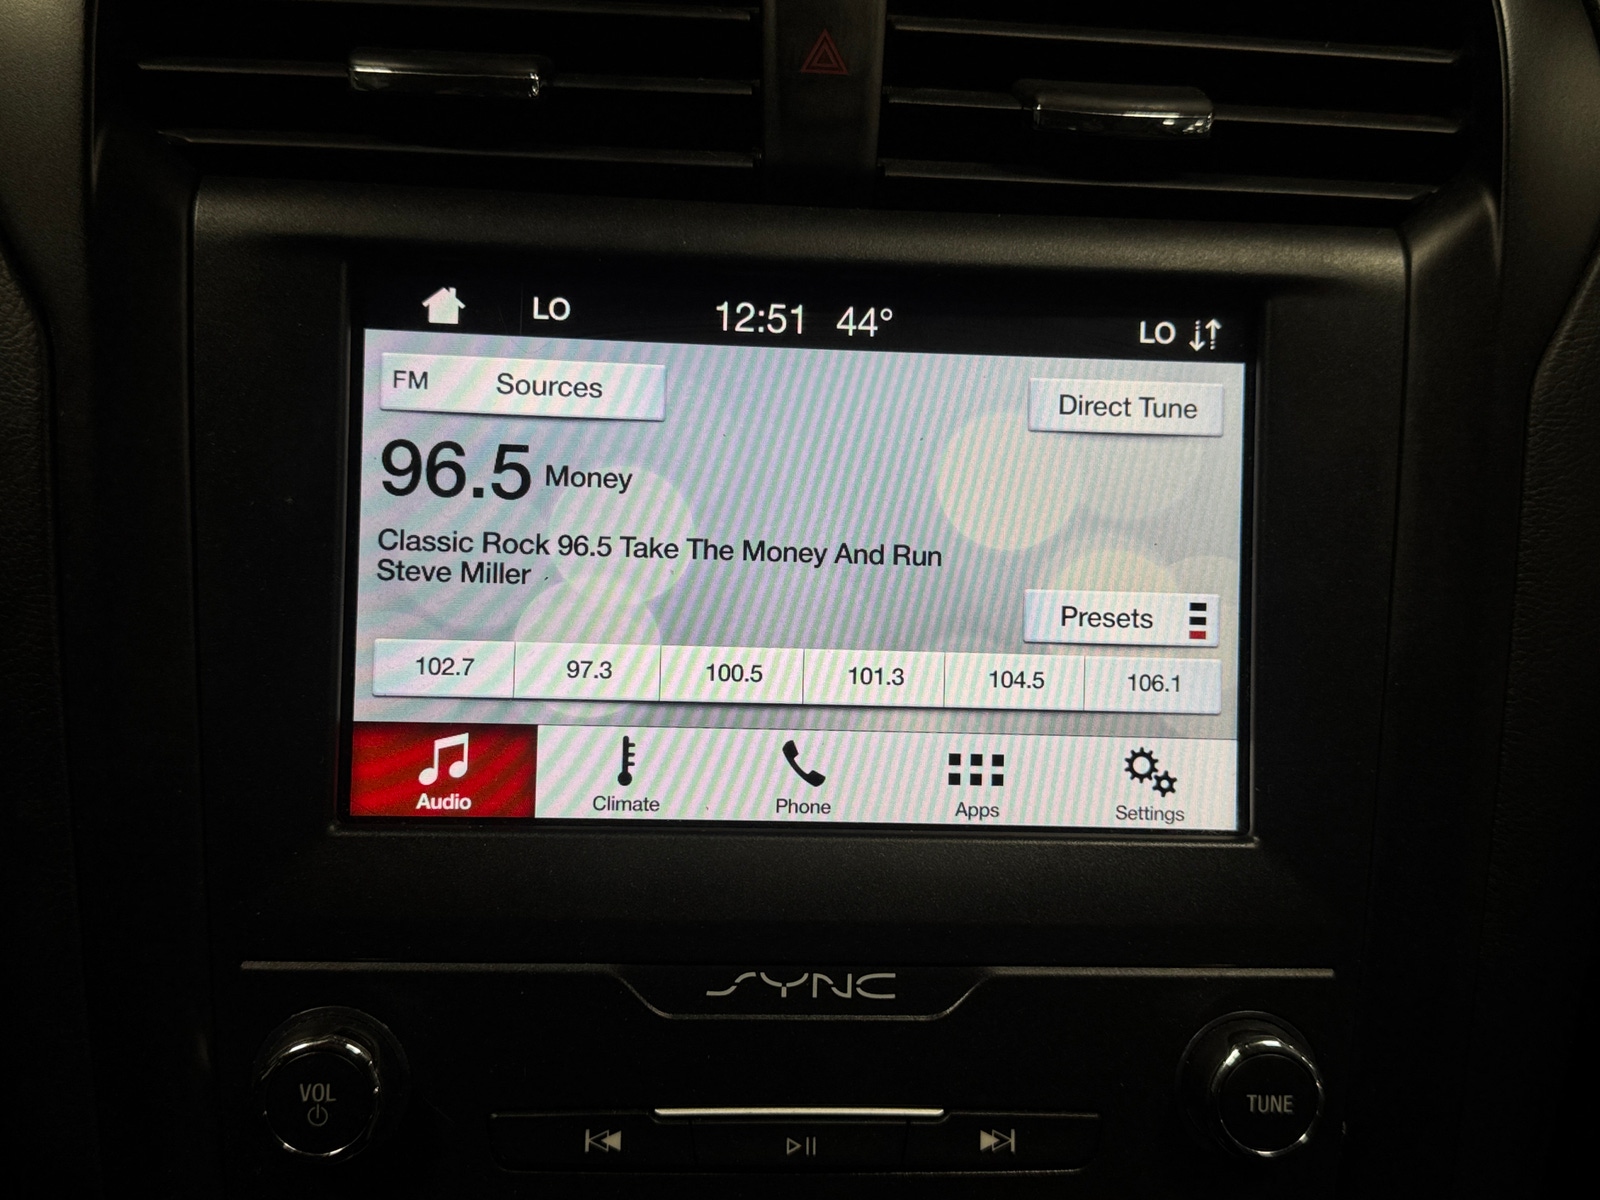 LO 12:51 44° LO
FM Sources
Direct Tune
96.5 Money
Classic Rock 96.5 Take The Money And Run
Steve Miller
Presets
102.7 97.3 100.5 101.3 104.5 106.1
Audio Climate Phone Apps Settings
SYNC
VOL
TUNE